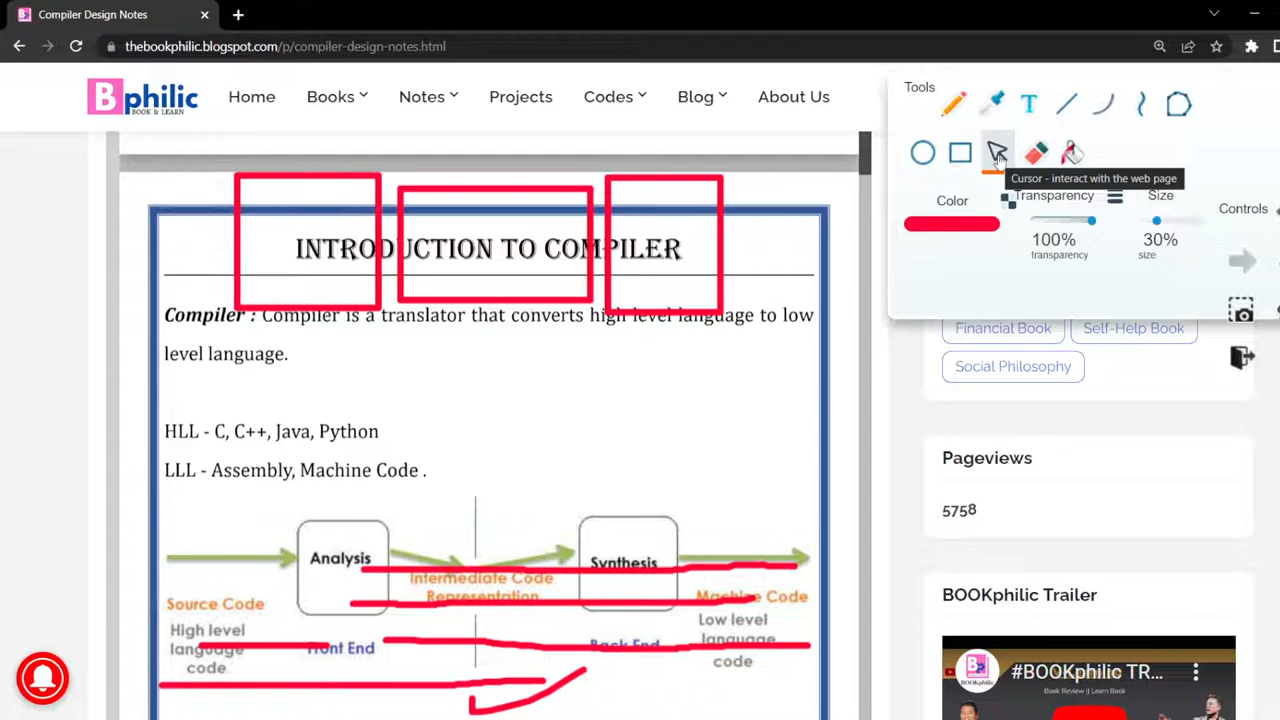 Compiler Design Notes
thebookphilic.blogspot.com/p/compiler-design-notes.html
Bphilic
BOOK & LEARN
Home
Books
Notes
Projects
Codes
Blog
About Us
Tools
T
Cursor - interact with the web page
Color
Transparency
Size
Controls
100%
transparency
30%
size
INTRODUCTION TO COMPILER
Compiler : Compiler is a translator that converts high level language to low
level language.
HLL - C, C++, Java, Python
LLL - Assembly, Machine Code .
Analysis
Synthesis
Intermediate Code
Representation
Source Code
Machine Code
High level
language
code
Front End
Back End
Low level
language
code
Financial Book
Self-Help Book
Social Philosophy
Pageviews
5758
BOOKphilic Trailer
B
philic
#BOOKphilic TR...
Book Review || Learn Book